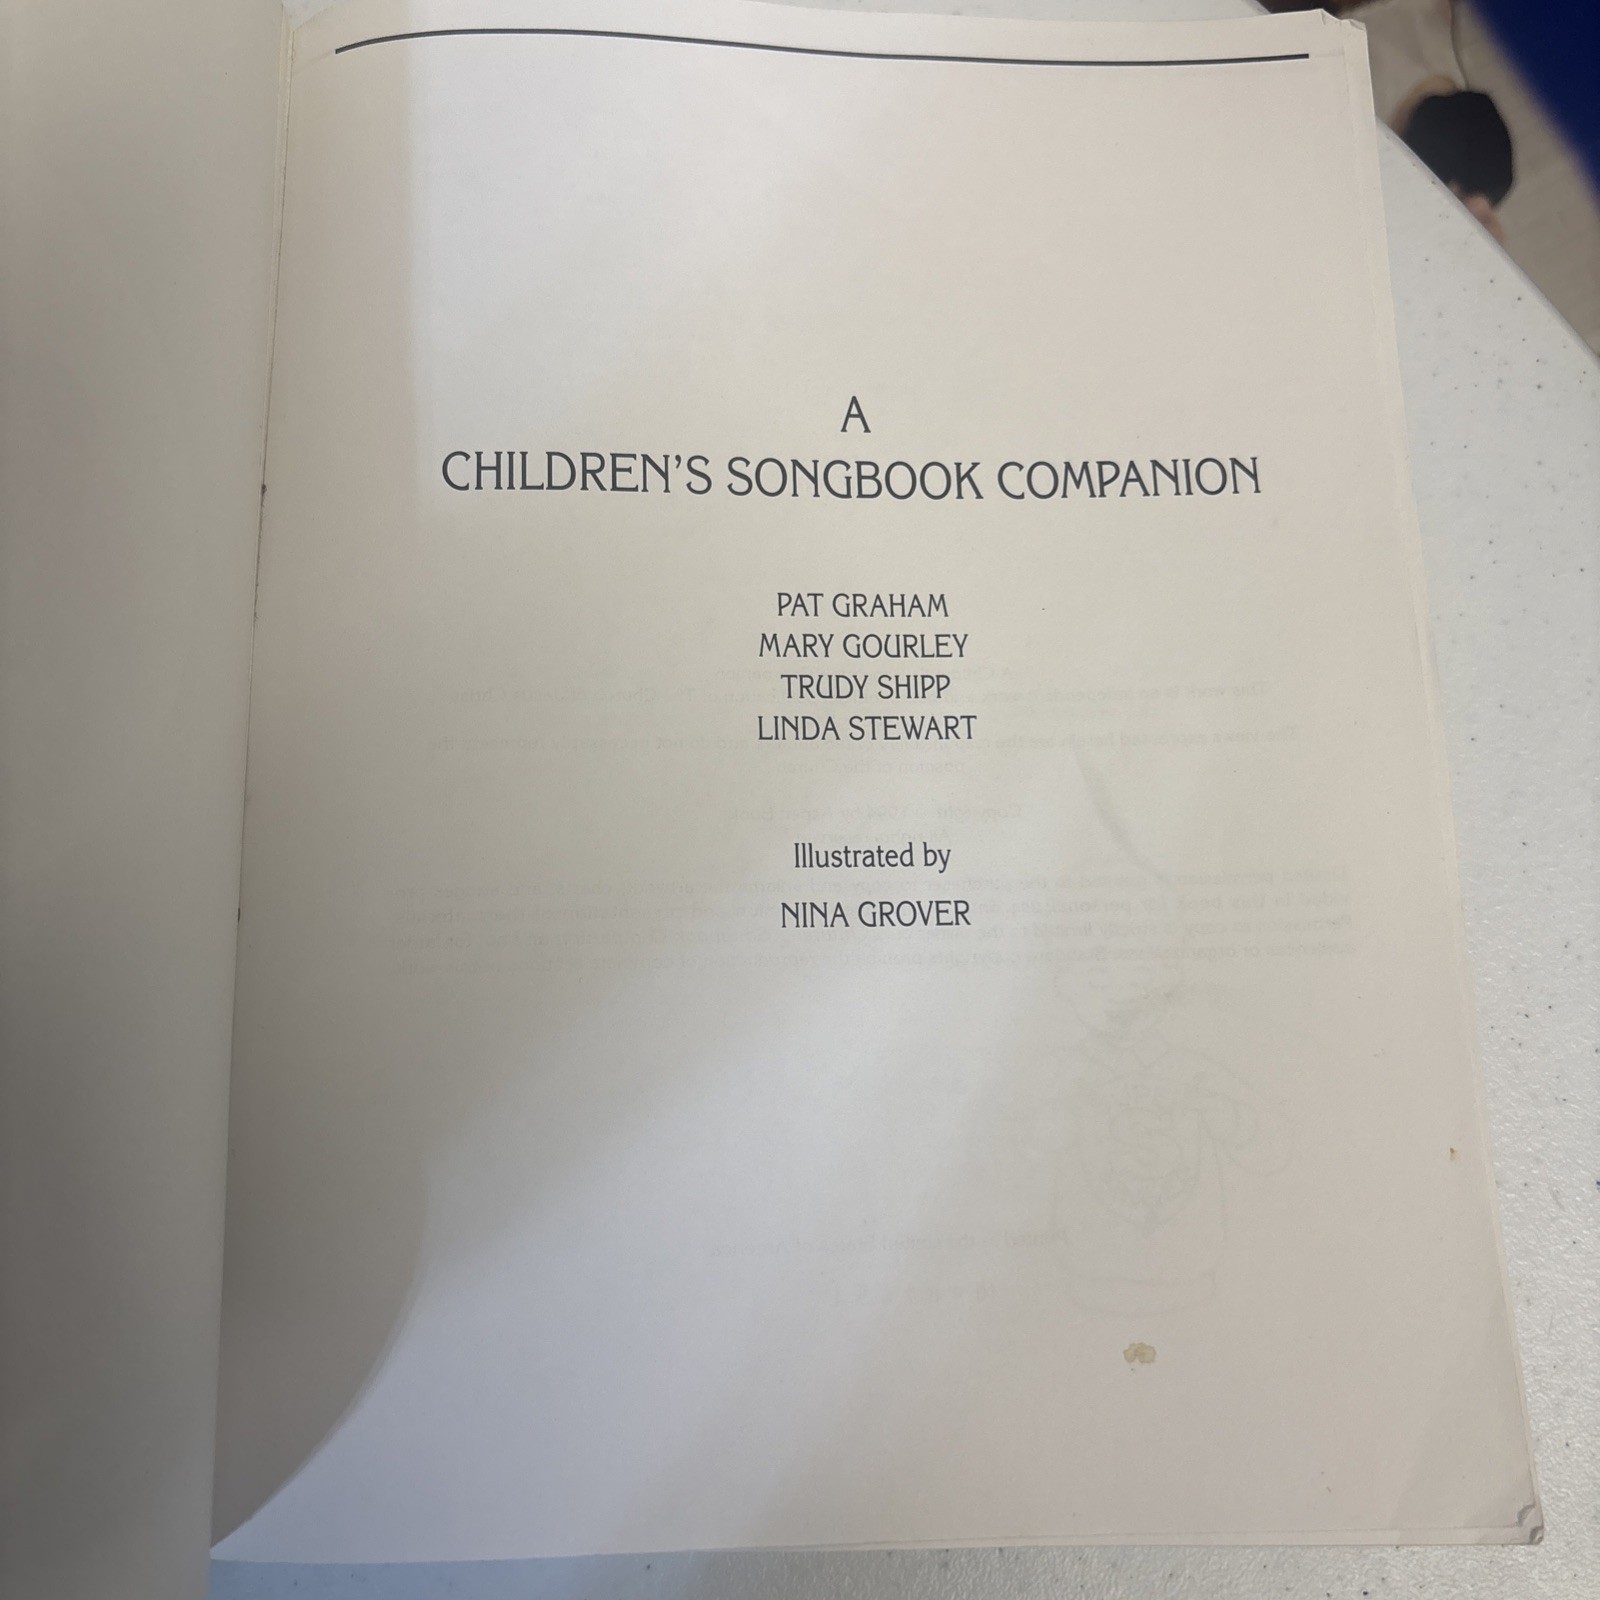 A
CHILDREN'S SONGBOOK COMPANION
PAT GRAHAM
MARY GOURLEY
TRUDY SHIPP
LINDA STEWART
Illustrated by
NINA GROVER